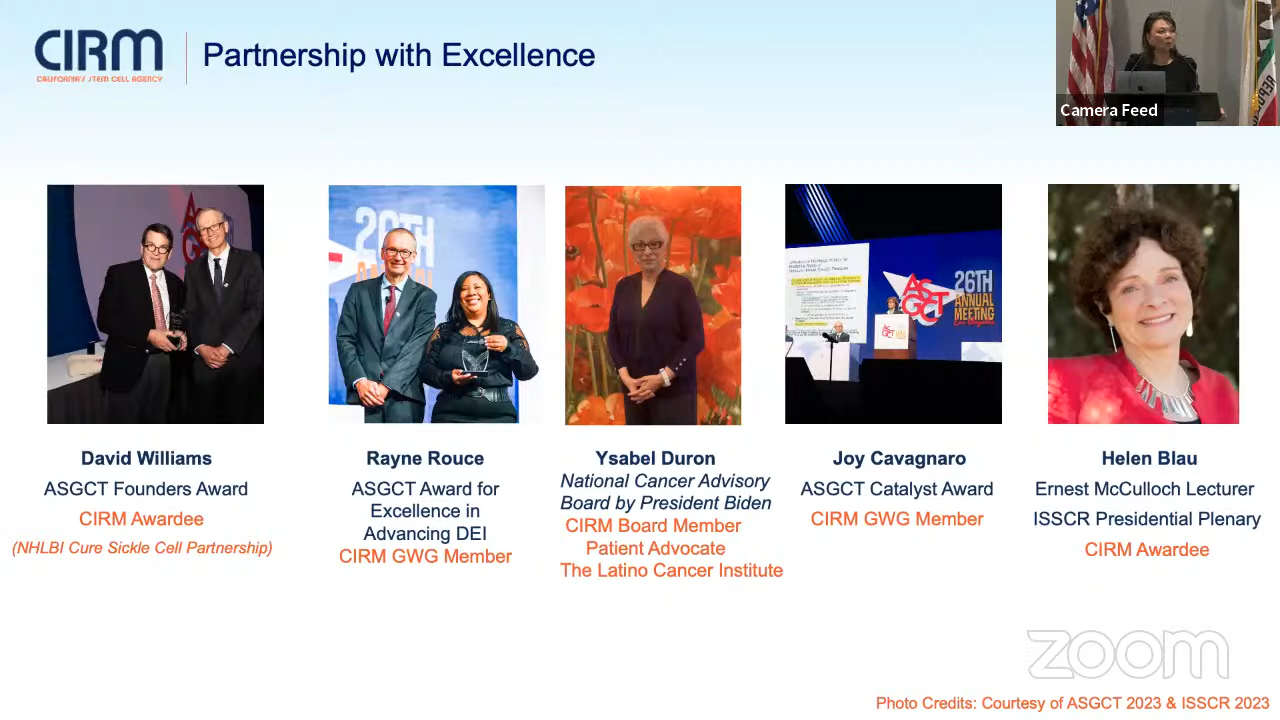 CIRM
CALIFORNIA'S STEM CELL AGENCY
Partnership with Excellence
Camera Feed
26TH
ANNUAL
ASGCT
26TH
ANNUAL
MEETING
Los Angeles
ASGCT
David Williams
ASGCT Founders Award
CIRM Awardee
(NHLBI Cure Sickle Cell Partnership)
Rayne Rouce
ASGCT Award for
Excellence in
Advancing DEI
CIRM GWG Member
Ysabel Duron
National Cancer Advisory
Board by President Biden
CIRM Board Member
Patient Advocate
The Latino Cancer Institute
Joy Cavagnaro
ASGCT Catalyst Award
CIRM GWG Member
Helen Blau
Ernest McCulloch Lecturer
ISSCR Presidential Plenary
CIRM Awardee
zoom
Photo Credits: Courtesy of ASGCT 2023 & ISSCR 2023